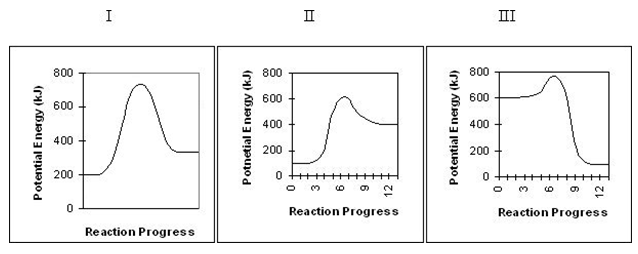 I
II
III
Potential Energy (kJ)
800
600
400
200
0
Reaction Progress
Potnetial Energy (kJ)
800
600
400
200
0
0 3 6 9 12
Reaction Progress
Potential Energy (kJ)
800
600
400
200
0
0 3 6 9 12
Reaction Progress